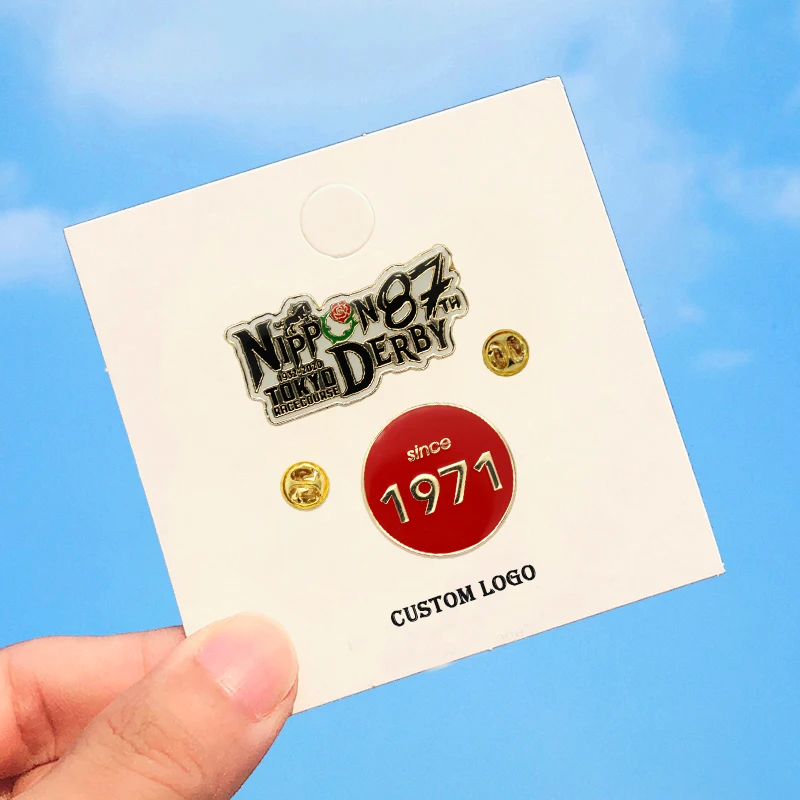 NIPPON 87TH
DERBY
TOKYO
RACECOURSE
since
1971
CUSTOM LOGO